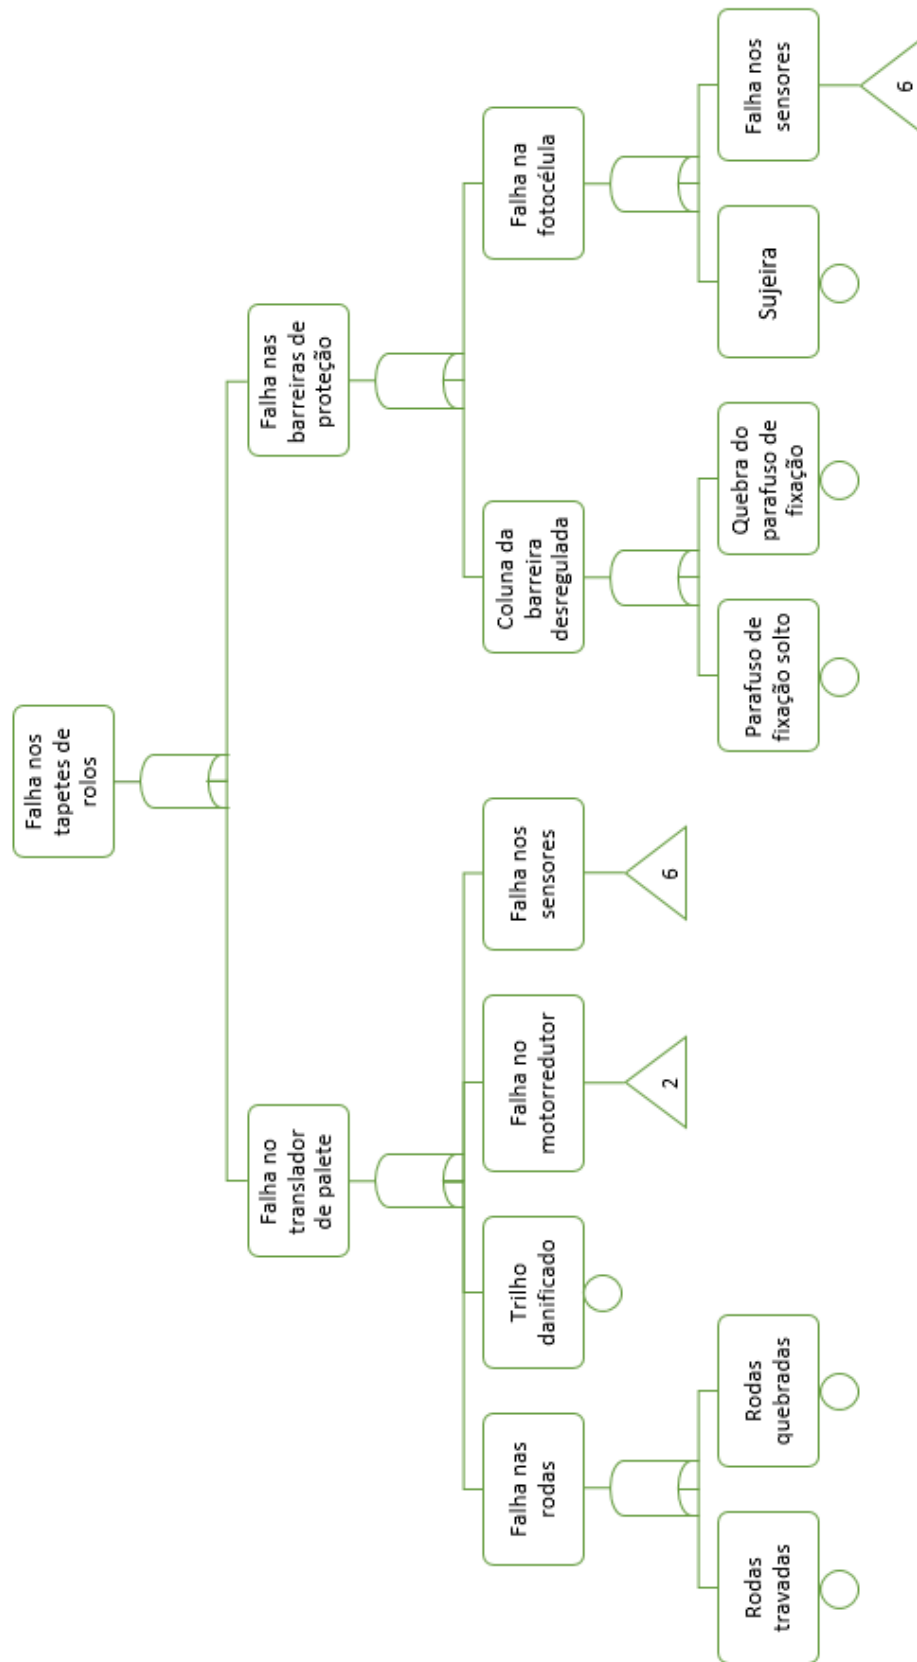 Falha nos
tapetes de
rolos
Falha no
translador
de palete
Falha nas
barreiras de
proteção
Falha nas
rodas
Trilho
danificado
Falha no
motorredutor
2
Falha nos
sensores
6
Coluna da
barreira
desregulada
Falha na
fotocélula
Rodas
travadas
Rodas
quebradas
Parafuso de
fixação solto
Quebra do
parafuso de
fixação
Sujeira
Falha nos
sensores
6